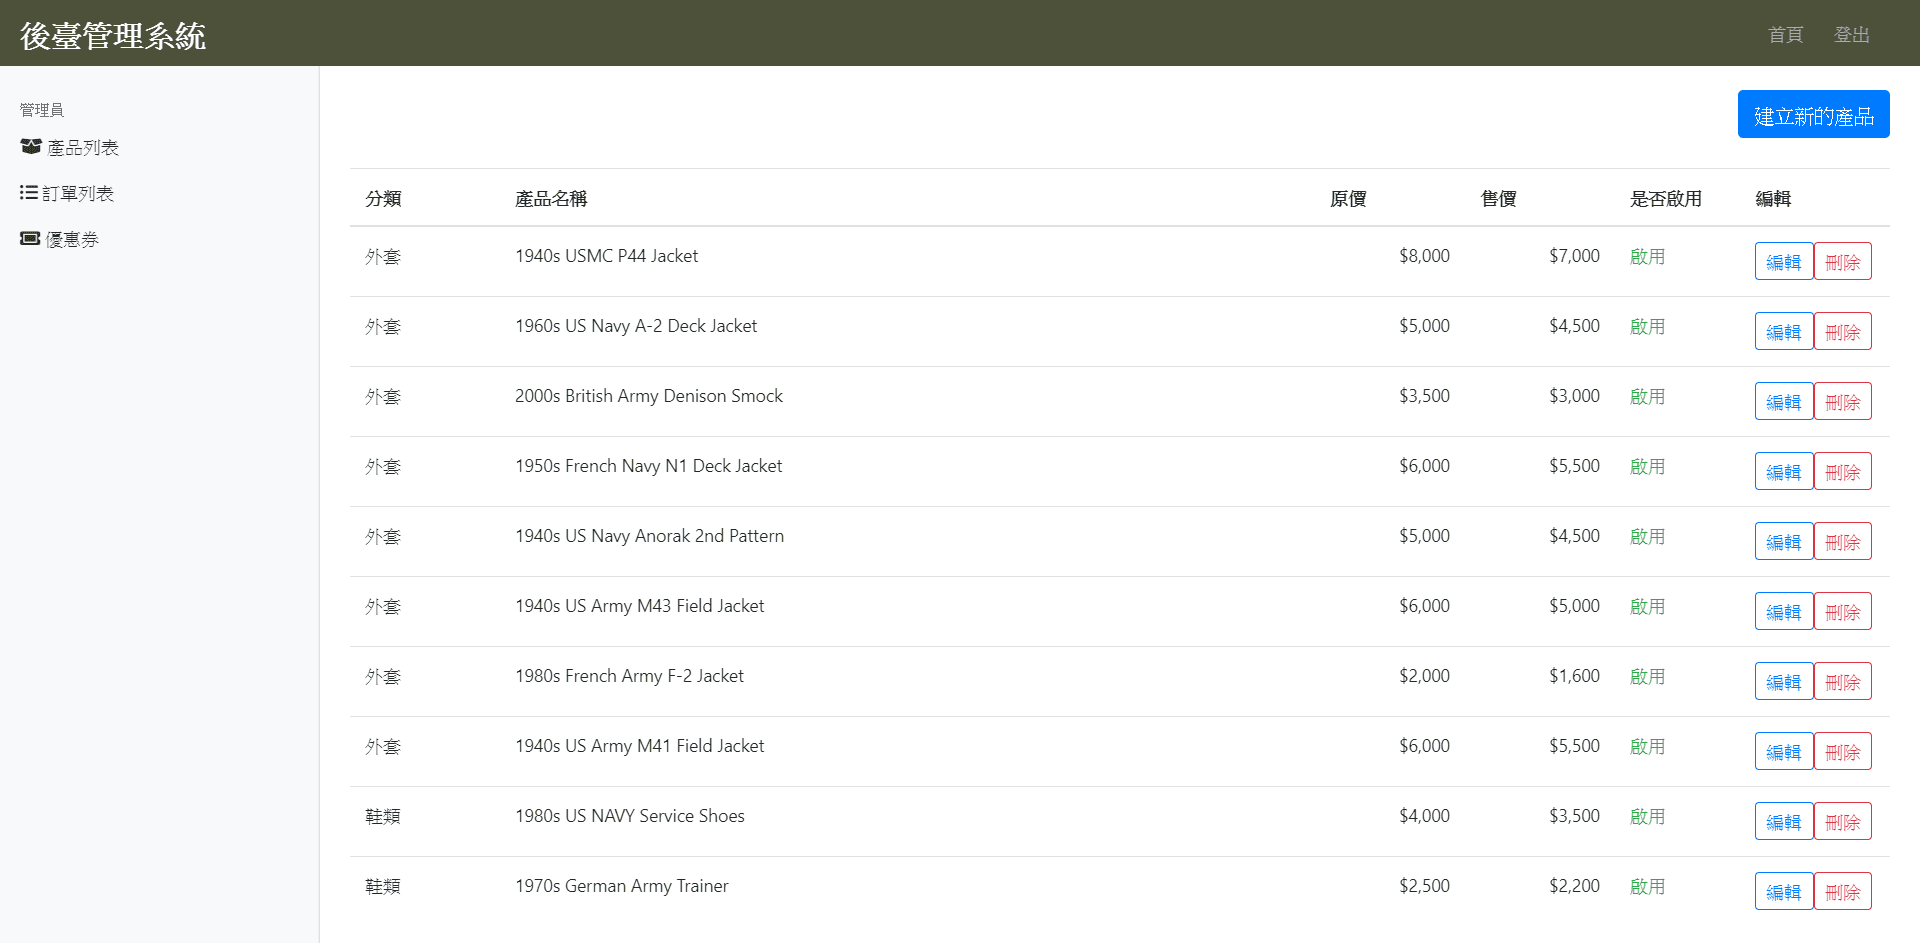 後臺管理系統 首頁 登出
管理員
產品列表
訂單列表
優惠券
建立新的產品
分類 產品名稱 原價 售價 是否啟用 編輯
外套 1940s USMC P44 Jacket $8,000 $7,000 啟用 編輯 刪除
外套 1960s US Navy A-2 Deck Jacket $5,000 $4,500 啟用 編輯 刪除
外套 2000s British Army Denison Smock $3,500 $3,000 啟用 編輯 刪除
外套 1950s French Navy N1 Deck Jacket $6,000 $5,500 啟用 編輯 刪除
外套 1940s US Navy Anorak 2nd Pattern $5,000 $4,500 啟用 編輯 刪除
外套 1940s US Army M43 Field Jacket $6,000 $5,000 啟用 編輯 刪除
外套 1980s French Army F-2 Jacket $2,000 $1,600 啟用 編輯 刪除
外套 1940s US Army M41 Field Jacket $6,000 $5,500 啟用 編輯 刪除
鞋類 1980s US NAVY Service Shoes $4,000 $3,500 啟用 編輯 刪除
鞋類 1970s German Army Trainer $2,500 $2,200 啟用 編輯 刪除